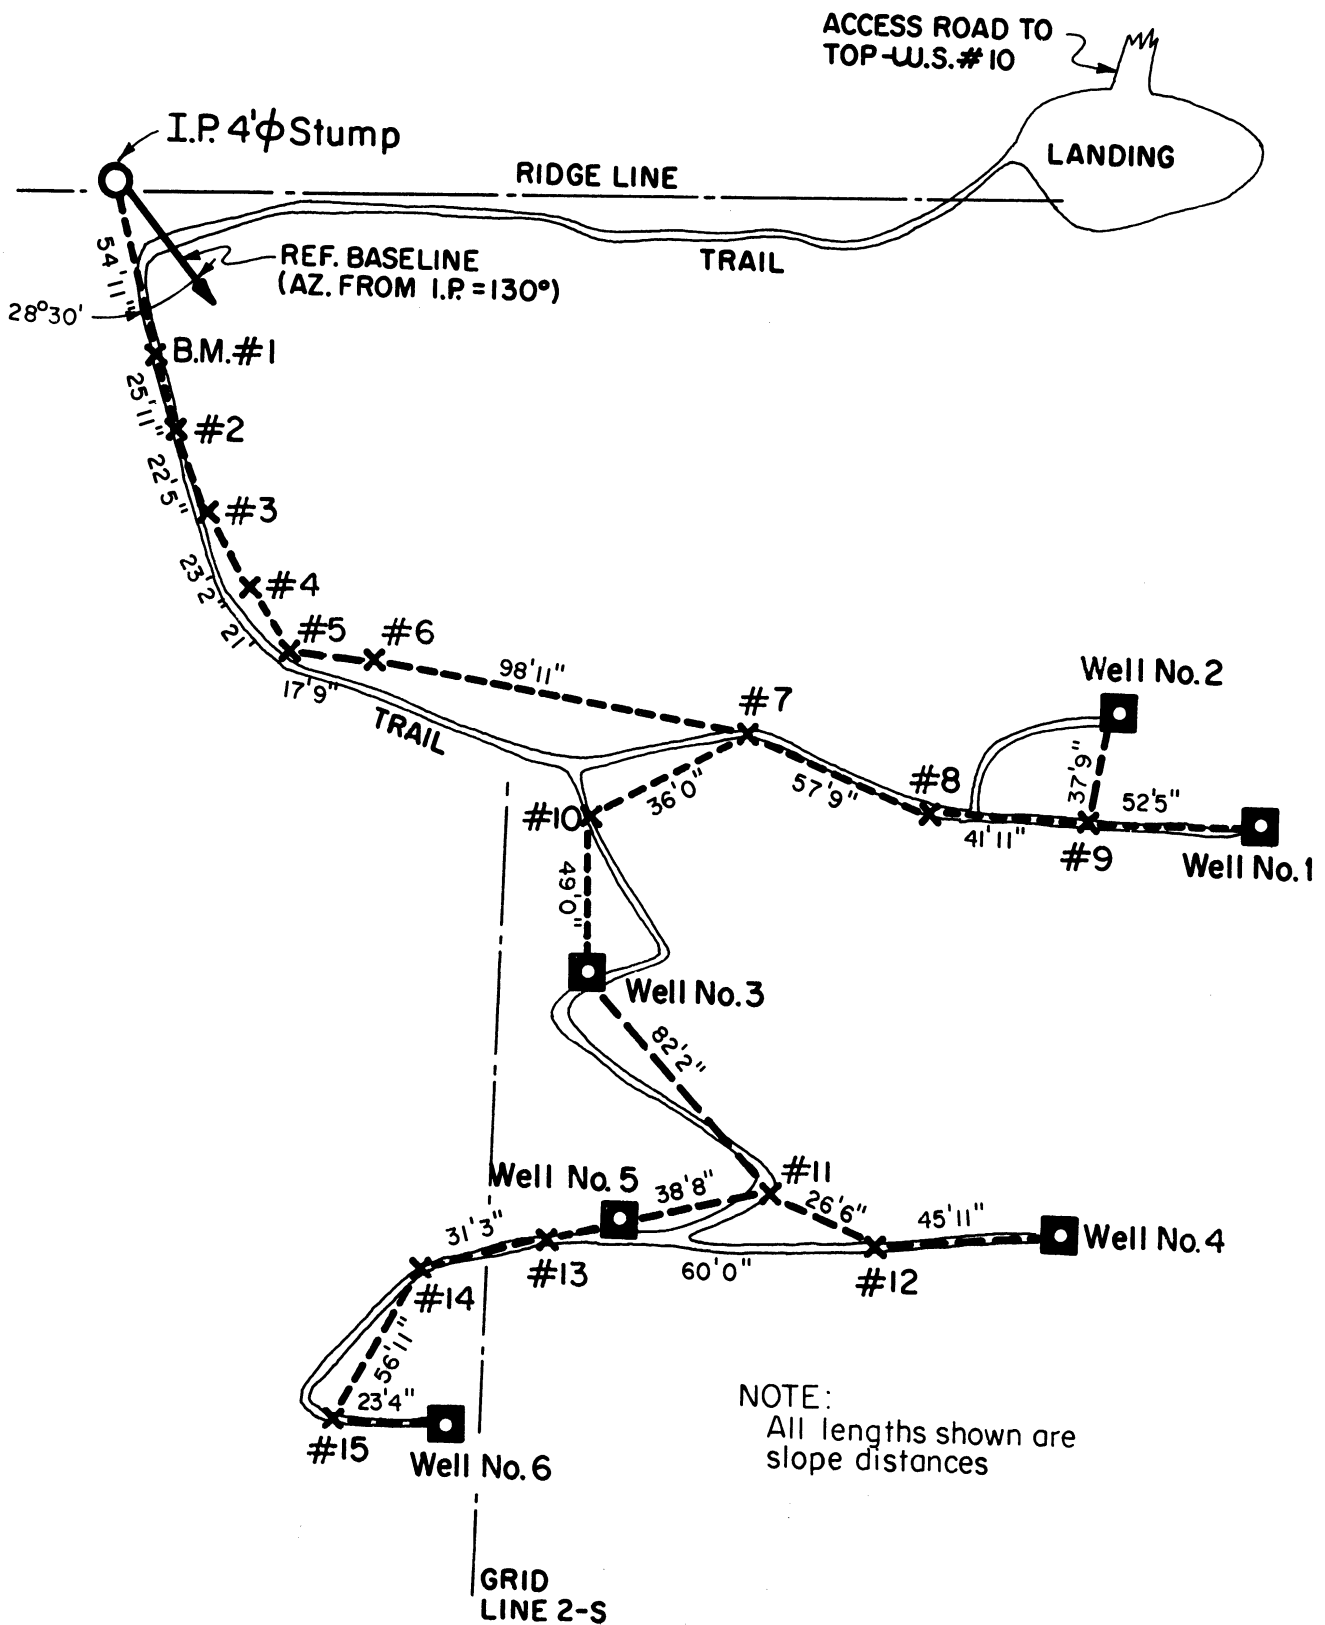 ACCESS ROAD TO
TOP-W.S.#10
I.P. 4'ϕ Stump
LANDING
RIDGE LINE
54'11"
REF. BASELINE
(AZ. FROM I.P. = 130°)
TRAIL
28°30'
B.M.#1
25'11"
#2
22'5"
#3
23'2"
#4
21'
#5
#6
98'11"
17'9"
TRAIL
#7
Well No. 2
36'0"
57'9"
#8
37'9"
52'5"
#10
41'11"
#9
Well No. 1
49'0"
Well No. 3
82'2"
#11
Well No. 5
38'8"
26'6"
31'3"
45'11"
Well No. 4
#13
60'0"
#12
#14
56'11"
23'4"
#15
Well No. 6
NOTE:
All lengths shown are
slope distances
GRID
LINE 2-S